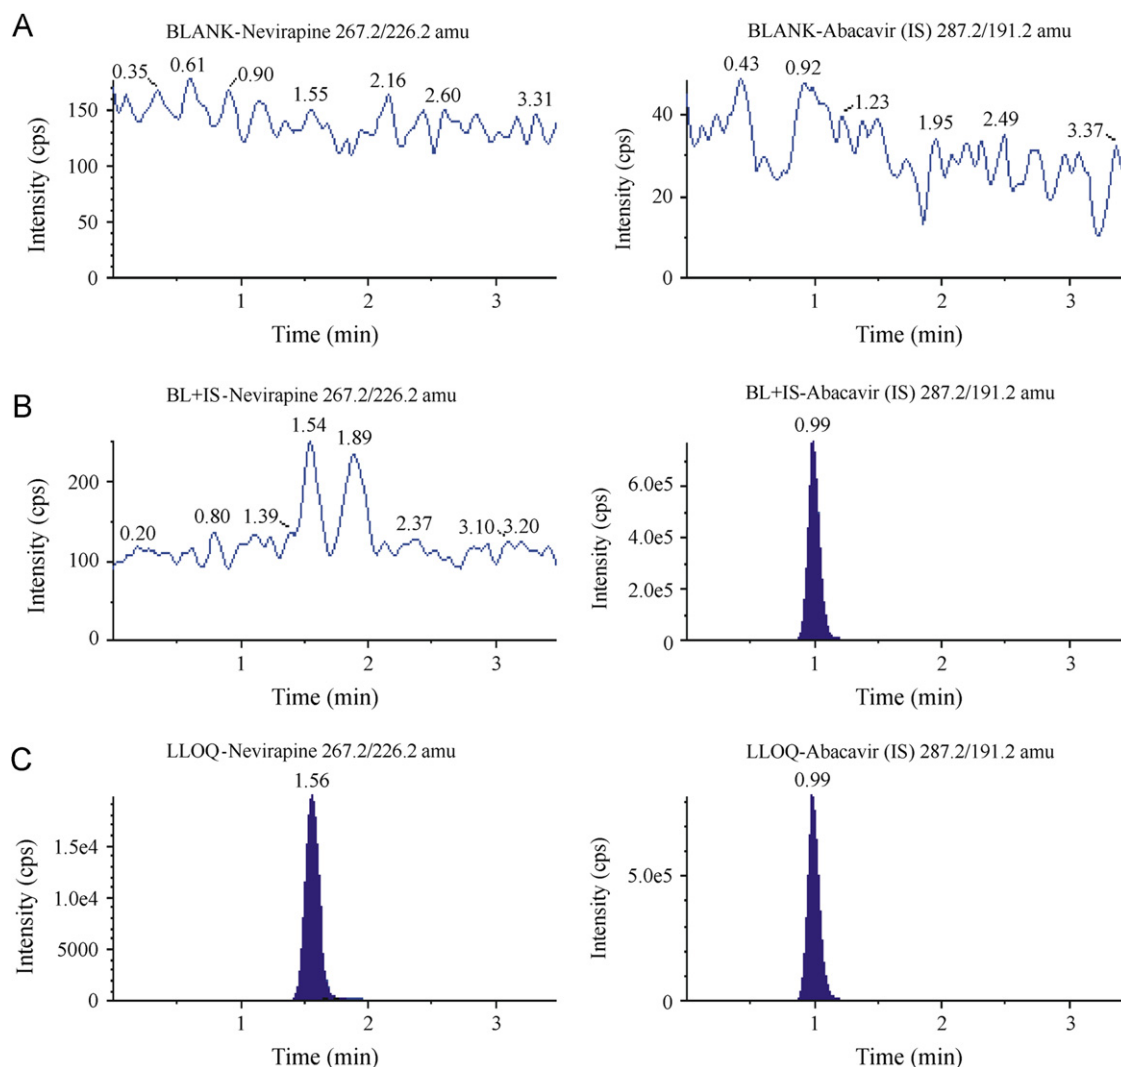 A
BLANK-Nevirapine 267.2/226.2 amu
0.35 0.61 0.90 1.55 2.16 2.60 3.31
Intensity (cps)
150
100
50
0
1 2 3
Time (min)
BLANK-Abacavir (IS) 287.2/191.2 amu
0.43 0.92 1.23 1.95 2.49 3.37
Intensity (cps)
40
20
0
1 2 3
Time (min)
B
BL+IS-Nevirapine 267.2/226.2 amu
0.20 0.80 1.39 1.54 1.89 2.37 3.10 3.20
Intensity (cps)
200
100
0
1 2 3
Time (min)
BL+IS-Abacavir (IS) 287.2/191.2 amu
0.99
Intensity (cps)
6.0e5
4.0e5
2.0e5
0
1 2 3
Time (min)
C
LLOQ-Nevirapine 267.2/226.2 amu
1.56
Intensity (cps)
1.5e4
1.0e4
5000
0
1 2 3
Time (min)
LLOQ-Abacavir (IS) 287.2/191.2 amu
0.99
Intensity (cps)
5.0e5
0
1 2 3
Time (min)